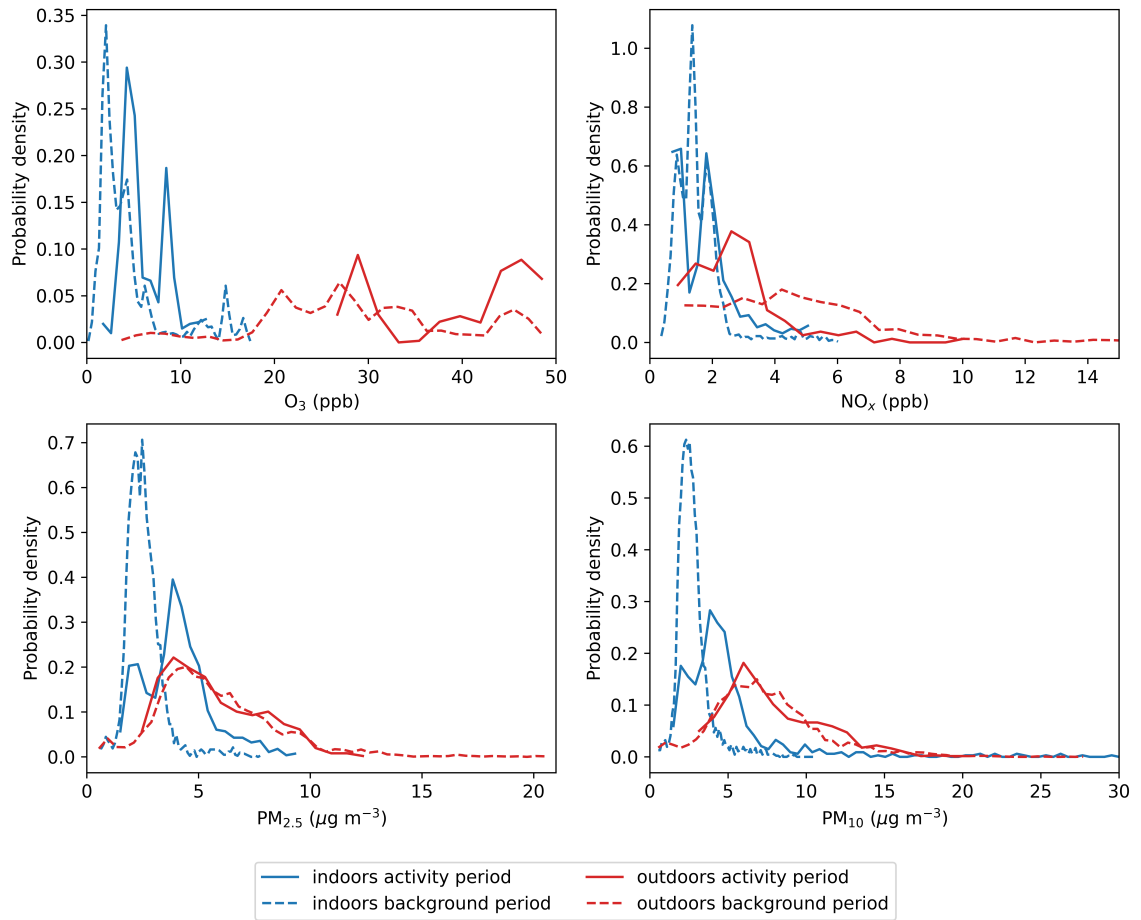 0.35
0.30
0.25
0.20
0.15
0.10
0.05
0.00
Probability density
0 10 20 30 40 50
O₃ (ppb)
1.0
0.8
0.6
0.4
0.2
0.0
Probability density
0 2 4 6 8 10 12 14
NOₓ (ppb)
0.7
0.6
0.5
0.4
0.3
0.2
0.1
0.0
Probability density
0 5 10 15 20
PM₂.₅ (µg m⁻³)
0.6
0.5
0.4
0.3
0.2
0.1
0.0
Probability density
0 5 10 15 20 25 30
PM₁₀ (µg m⁻³)
indoors activity period
indoors background period
outdoors activity period
outdoors background period